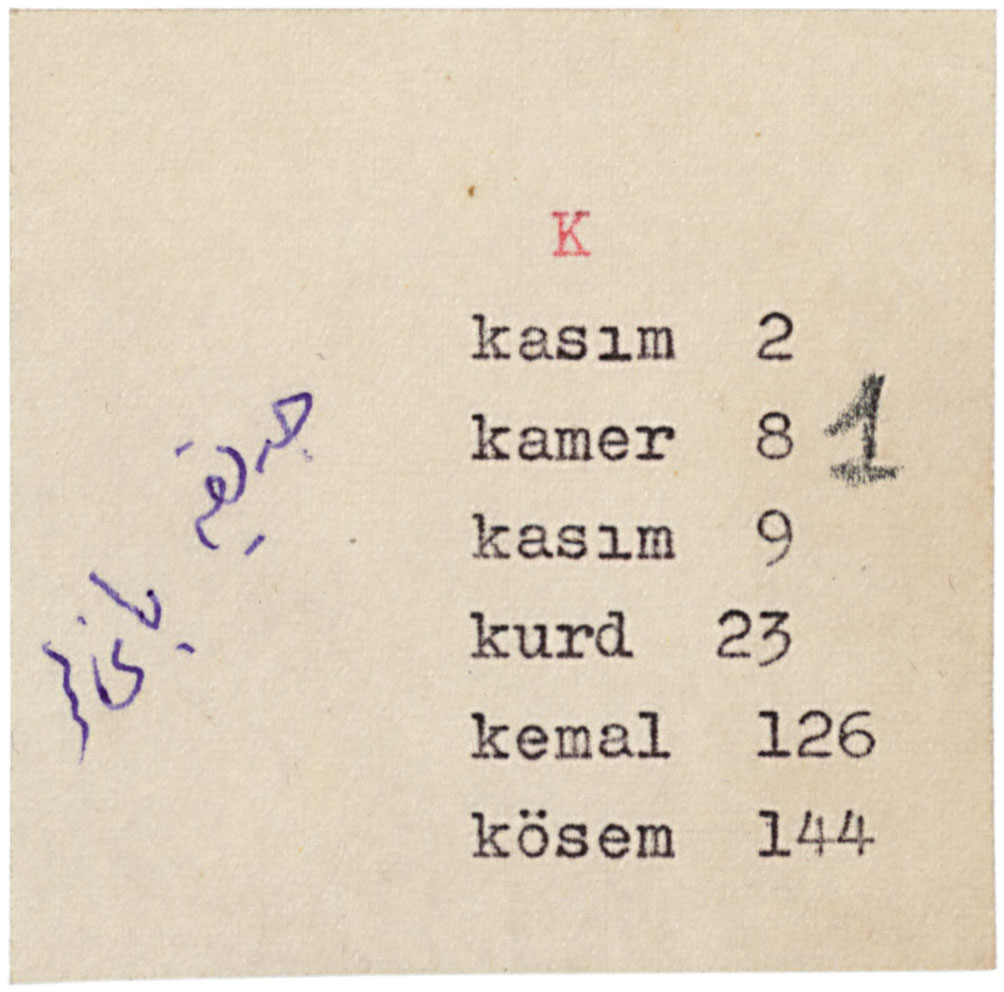 K
kasım 2
kamer 8 1
kasım 9
kurd 23
kemal 126
kösem 144